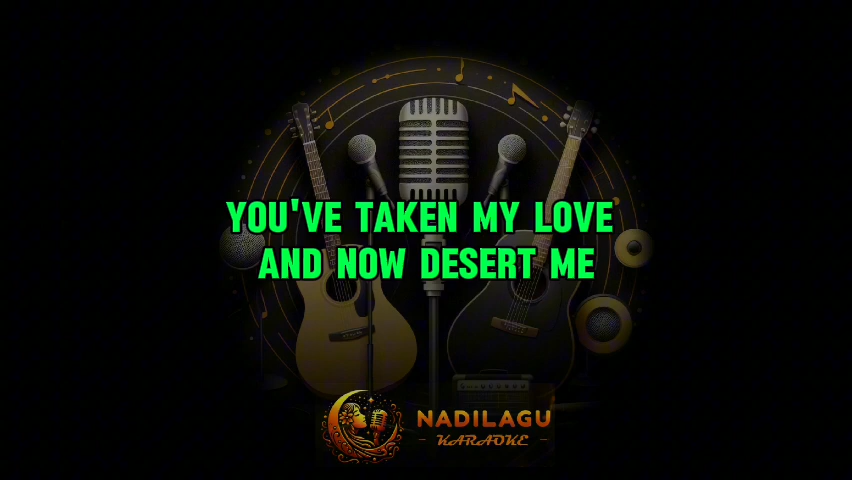 YOU'VE TAKEN MY LOVE
AND NOW DESERT ME
NADILAGU
- KARAOKE -